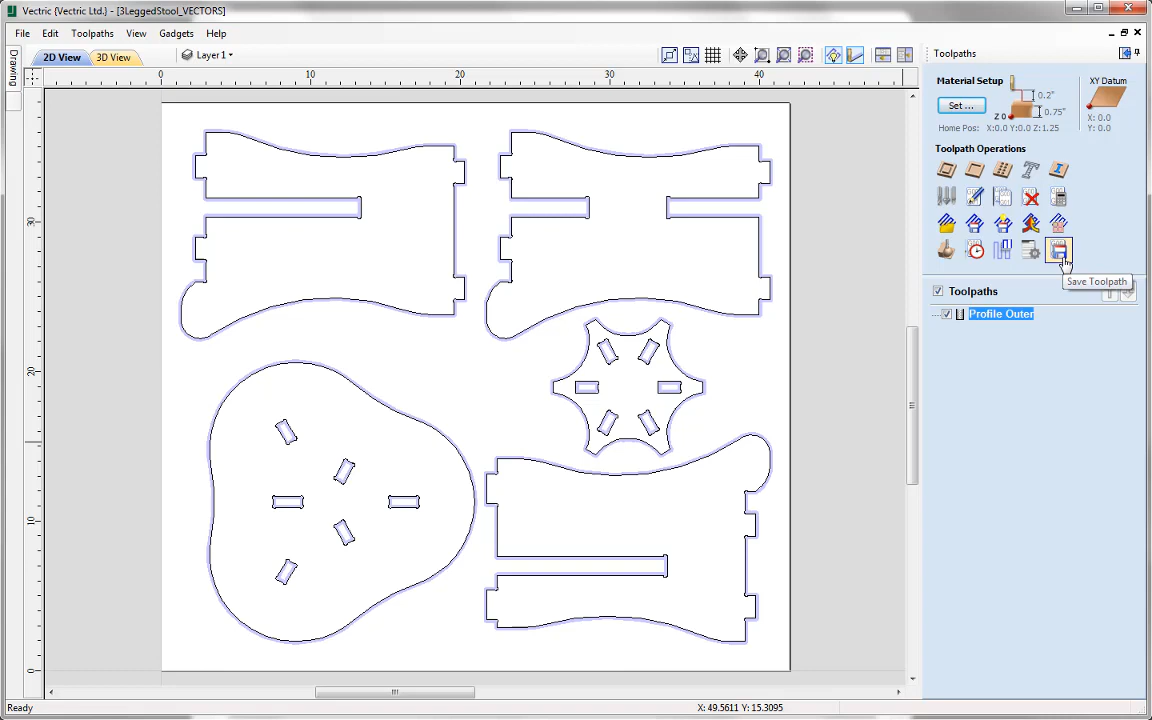 Vectric {Vectric Ltd.} - [3LeggedStool_VECTORS]
File Edit Toolpaths View Gadgets Help
2D View 3D View Layer 1
Drawing
0 10 20 30 40
30
20
10
0
Toolpaths
Material Setup
Set ...
0.2"
0.75"
Z 0
XY Datum
X: 0.0
Y: 0.0
Home Pos: X:0.0 Y:0.0 Z:1.25
Toolpath Operations
Save Toolpath
Toolpaths
Profile Outer
Ready
X: 49.5611 Y: 15.3095